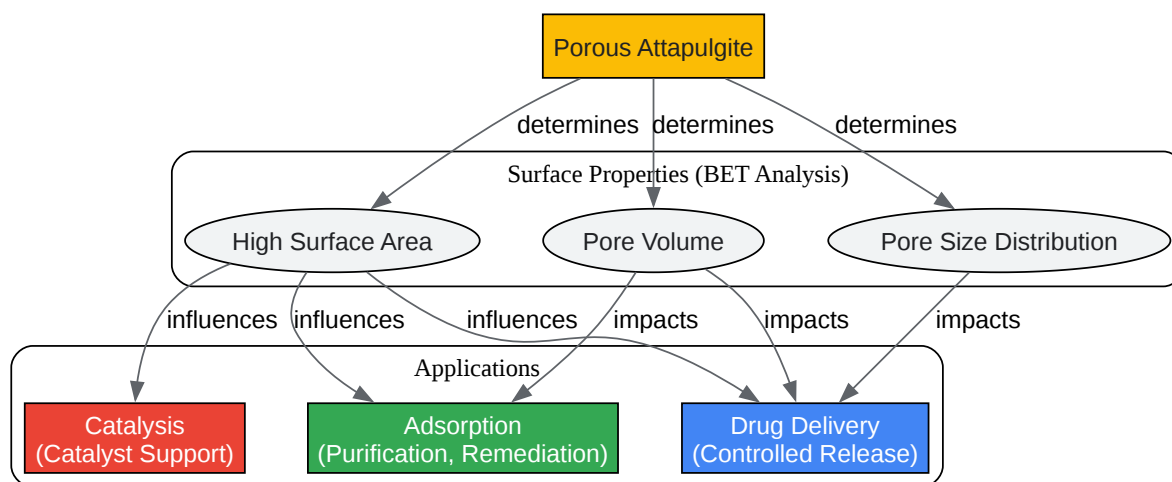 Porous Attapulgite
determines
determines
determines
Surface Properties (BET Analysis)
High Surface Area
Pore Volume
Pore Size Distribution
influences
influences
influences
impacts
impacts
impacts
Applications
Catalysis
(Catalyst Support)
Adsorption
(Purification, Remediation)
Drug Delivery
(Controlled Release)